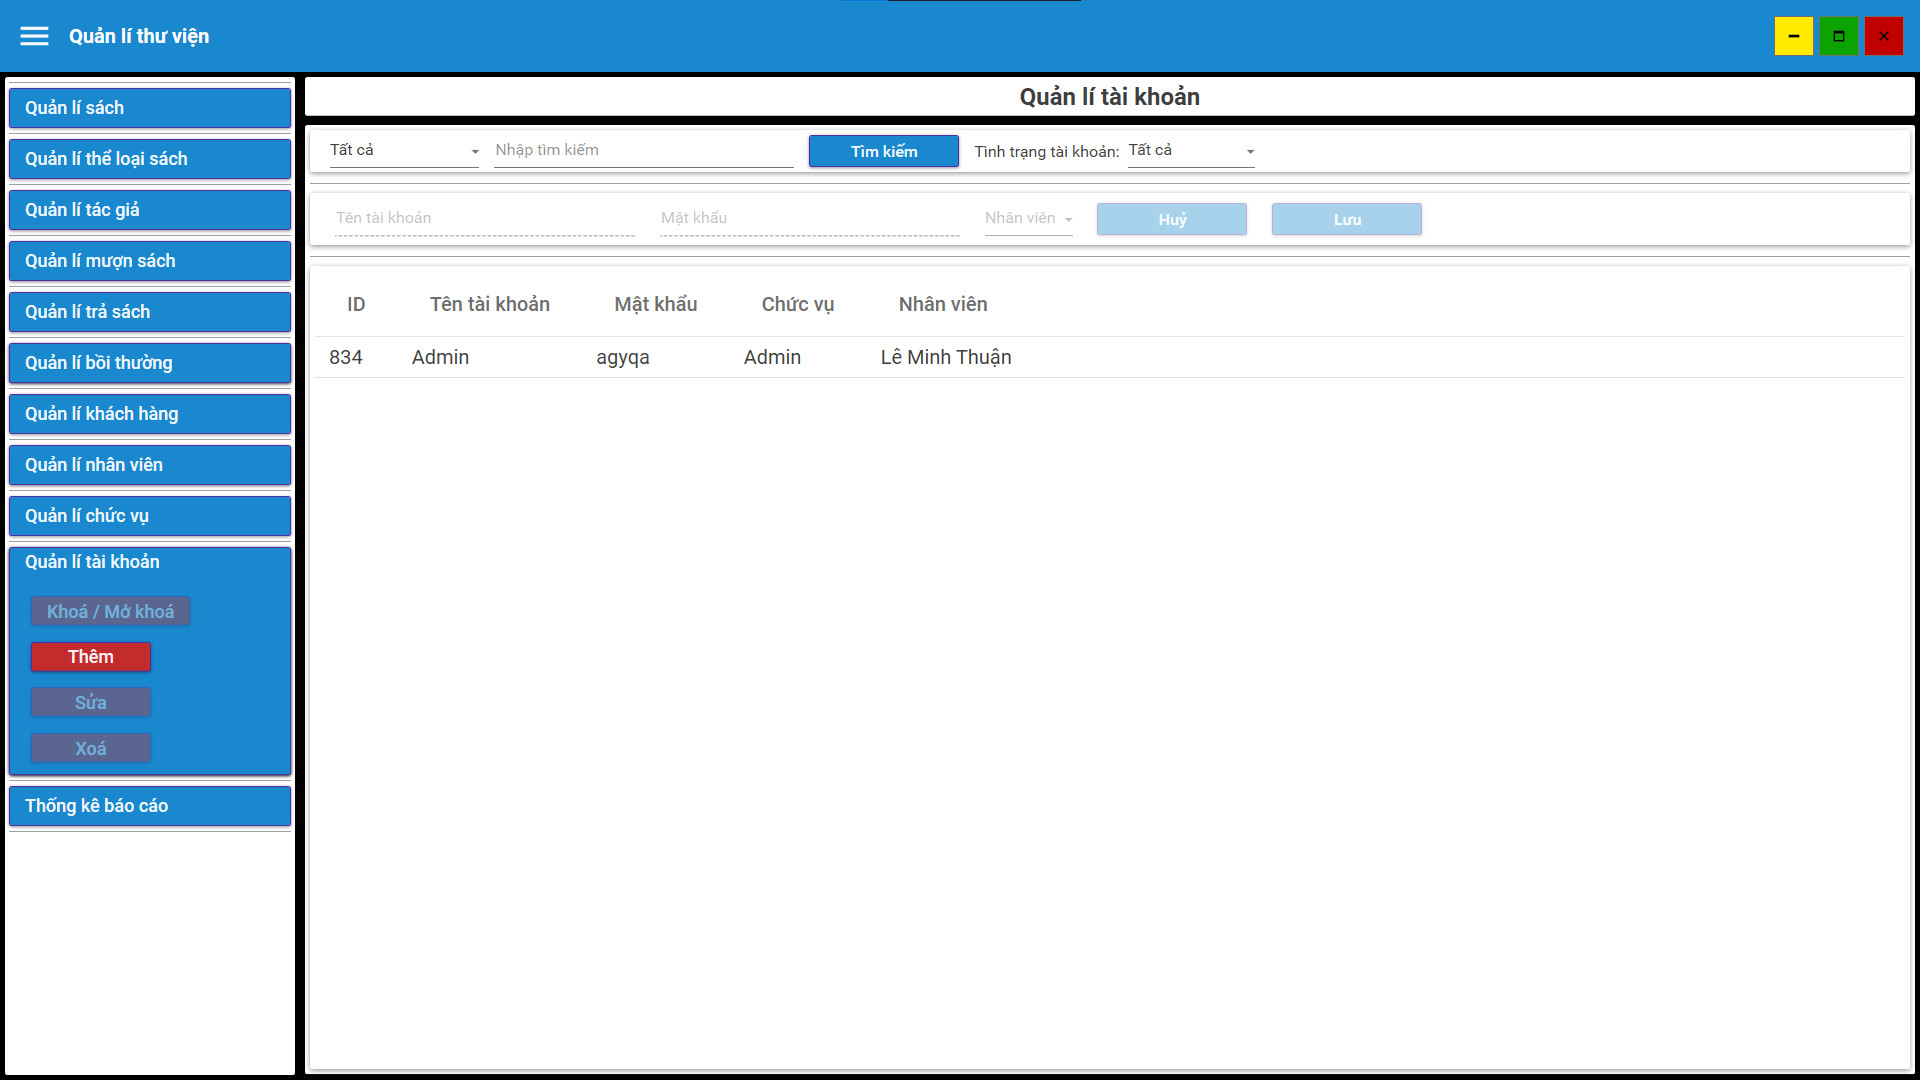 Quản lí thư viện
Quản lí sách
Quản lí thể loại sách
Quản lí tác giả
Quản lí mượn sách
Quản lí trả sách
Quản lí bồi thường
Quản lí khách hàng
Quản lí nhân viên
Quản lí chức vụ
Quản lí tài khoản
Khoá / Mở khoá
Thêm
Sửa
Xoá
Thống kê báo cáo
Quản lí tài khoản
Tất cả Nhập tìm kiếm Tìm kiếm Tình trạng tài khoản: Tất cả
Tên tài khoản Mật khẩu Nhân viên Huỷ Lưu
ID Tên tài khoản Mật khẩu Chức vụ Nhân viên
834 Admin agyqa Admin Lê Minh Thuận